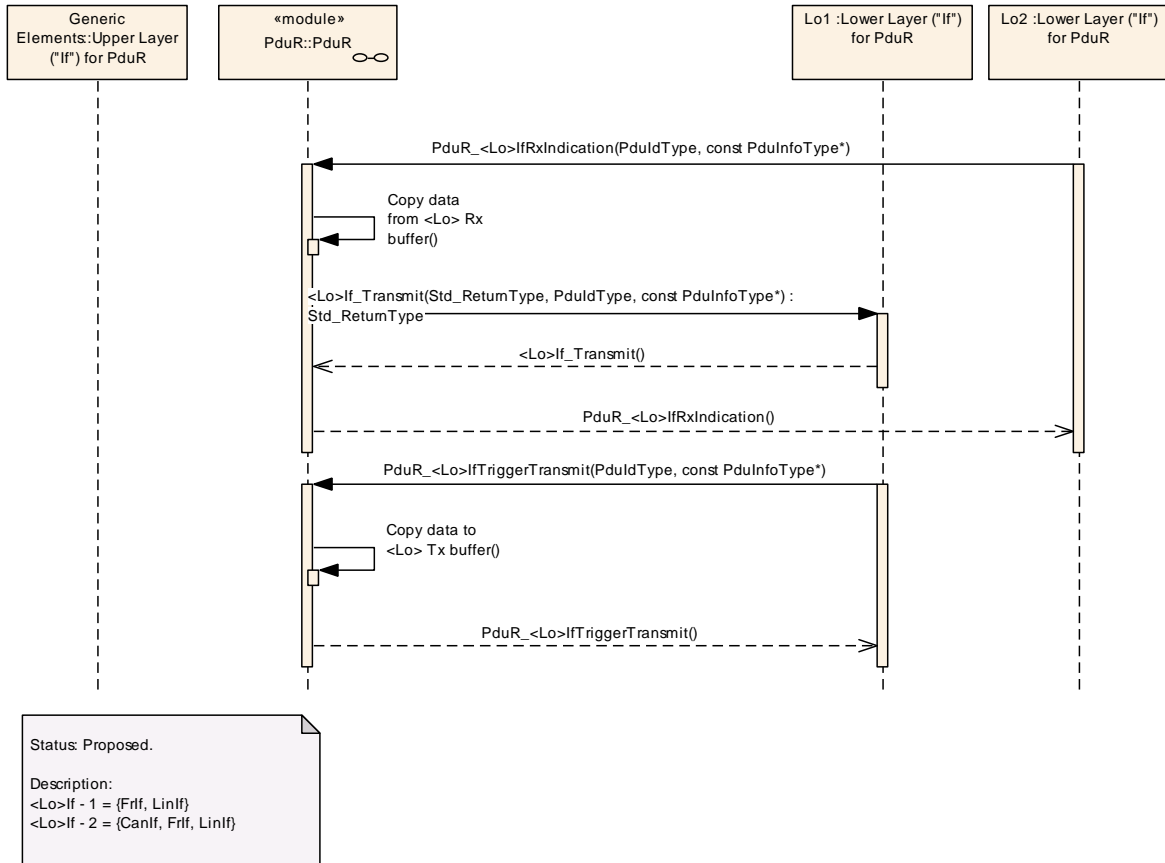 Generic
Elements::Upper Layer
("If") for PduR
«module»
PduR::PduR
Lo1 :Lower Layer ("If")
for PduR
Lo2 :Lower Layer ("If")
for PduR
PduR_<Lo>IfRxIndication(PduIdType, const PduInfoType*)
Copy data
from <Lo> Rx
buffer()
<Lo>If_Transmit(Std_ReturnType, PduIdType, const PduInfoType*) :
Std_ReturnType
<Lo>If_Transmit()
PduR_<Lo>IfRxIndication()
PduR_<Lo>IfTriggerTransmit(PduIdType, const PduInfoType*)
Copy data to
<Lo> Tx buffer()
PduR_<Lo>IfTriggerTransmit()
Status: Proposed.
Description:
<Lo>If - 1 = {FrIf, LinIf}
<Lo>If - 2 = {CanIf, FrIf, LinIf}